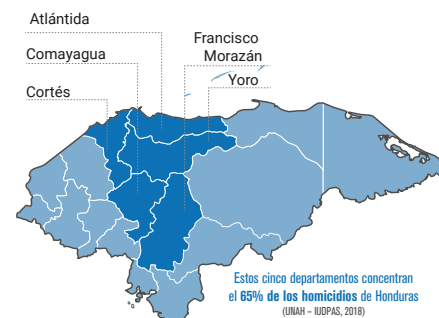 Atlántida
Comayagua
Cortés
Francisco
Morazán
Yoro
Estos cinco departamentos concentran
el 65% de los homicidios de Honduras
(UNAH – IUDPAS, 2018)